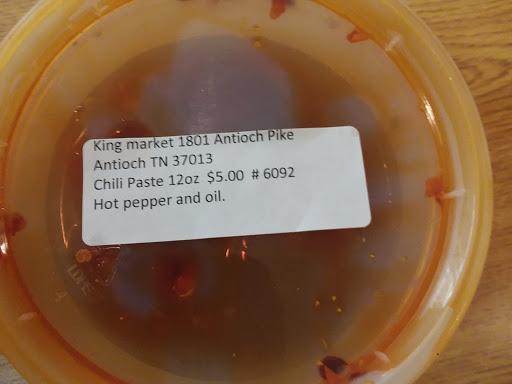 King market 1801 Antioch Pike
Antioch TN 37013
Chili Paste 12oz  $5.00  # 6092
Hot pepper and oil.